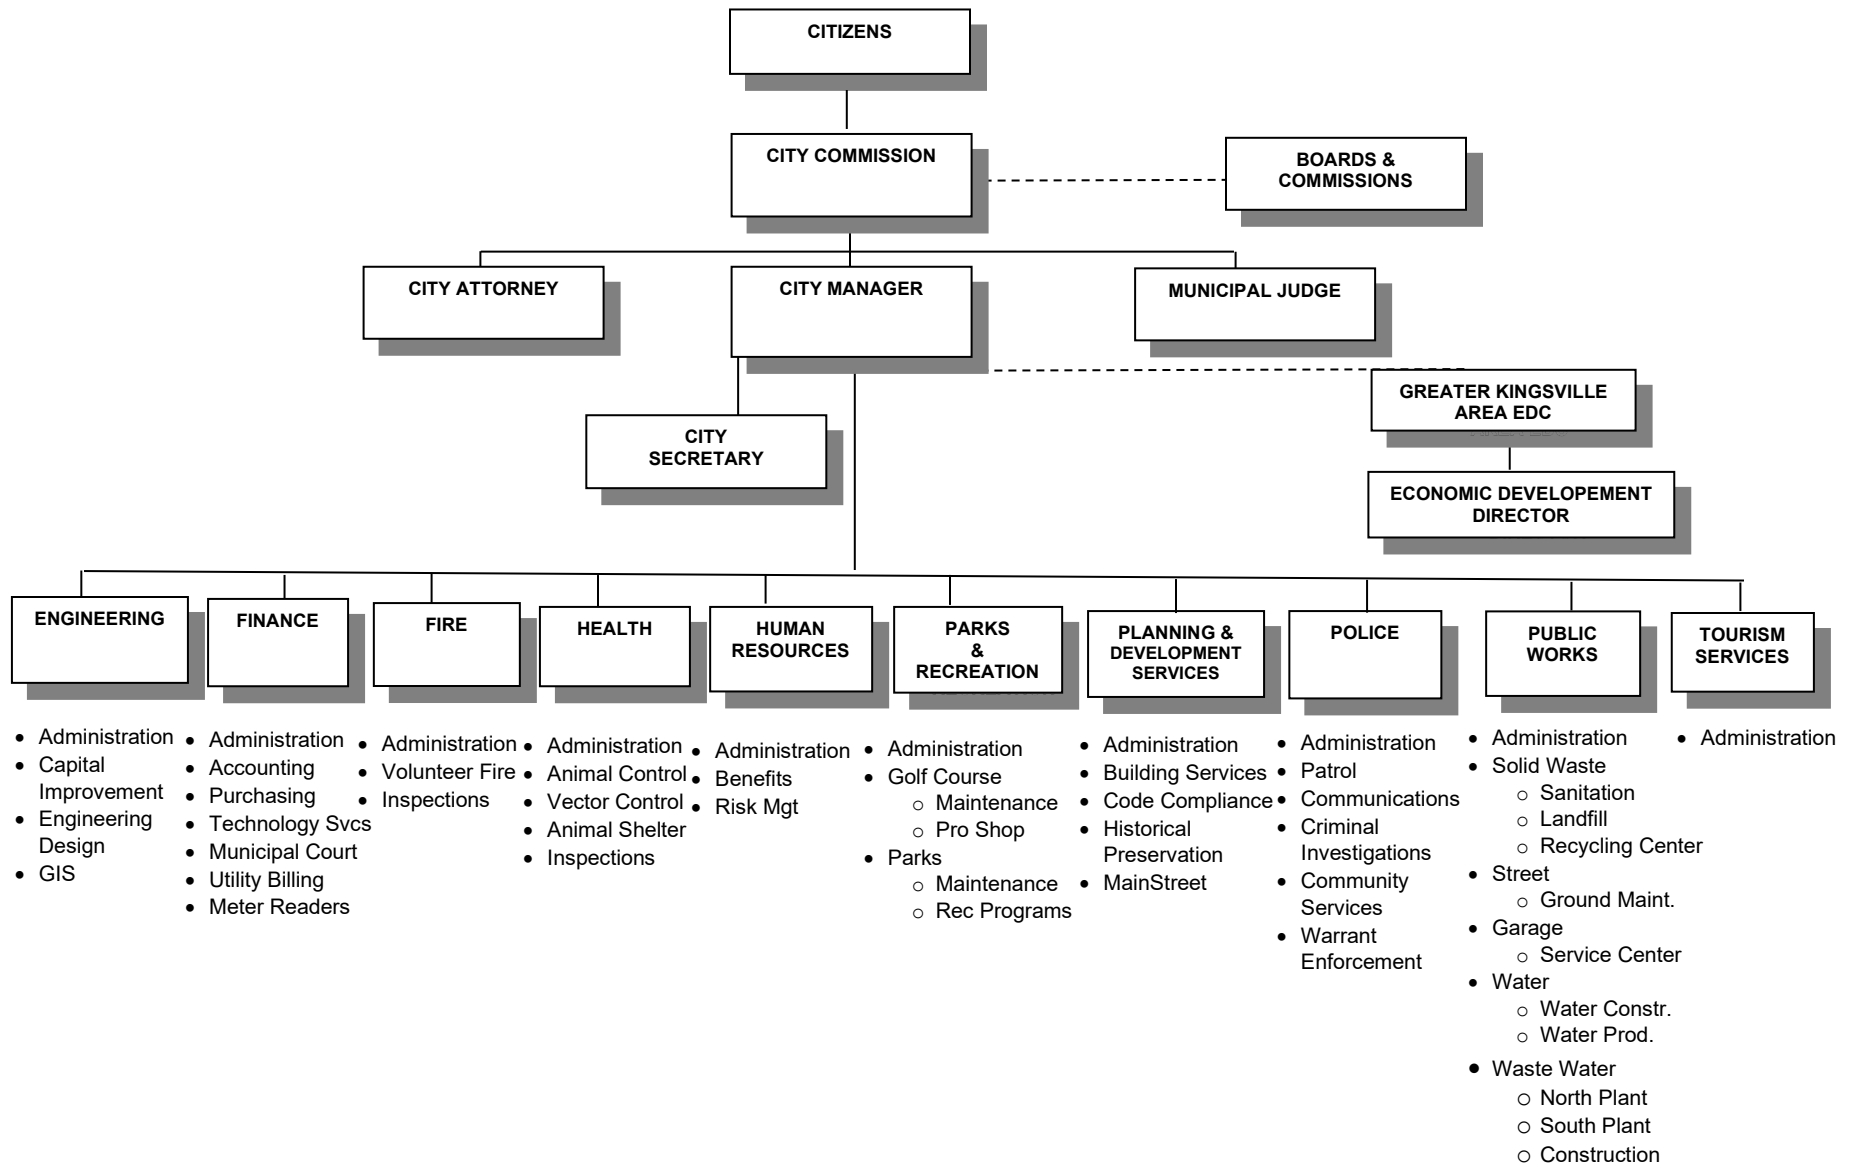 CITIZENS
CITY COMMISSION
BOARDS &
COMMISSIONS
CITY ATTORNEY
CITY MANAGER
MUNICIPAL JUDGE
GREATER KINGSVILLE
AREA EDC
CITY
SECRETARY
ECONOMIC DEVELOPEMENT
DIRECTOR
ENGINEERING
• Administration
• Capital
Improvement
• Engineering
Design
• GIS
FINANCE
• Administration
• Accounting
• Purchasing
• Technology Svcs
• Municipal Court
• Utility Billing
• Meter Readers
FIRE
• Administration
• Volunteer Fire
• Inspections
HEALTH
• Administration
• Animal Control
• Vector Control
• Animal Shelter
• Inspections
HUMAN
RESOURCES
• Administration
• Benefits
• Risk Mgt
PARKS
&
RECREATION
• Administration
• Golf Course
o Maintenance
o Pro Shop
• Parks
o Maintenance
o Rec Programs
PLANNING &
DEVELOPMENT
SERVICES
• Administration
• Building Services
• Code Compliance
• Historical
Preservation
• MainStreet
POLICE
• Administration
• Patrol
• Communications
• Criminal
Investigations
• Community
Services
• Warrant
Enforcement
PUBLIC
WORKS
• Administration
• Solid Waste
o Sanitation
o Landfill
o Recycling Center
• Street
o Ground Maint.
• Garage
o Service Center
• Water
o Water Constr.
o Water Prod.
• Waste Water
o North Plant
o South Plant
o Construction
TOURISM
SERVICES
• Administration